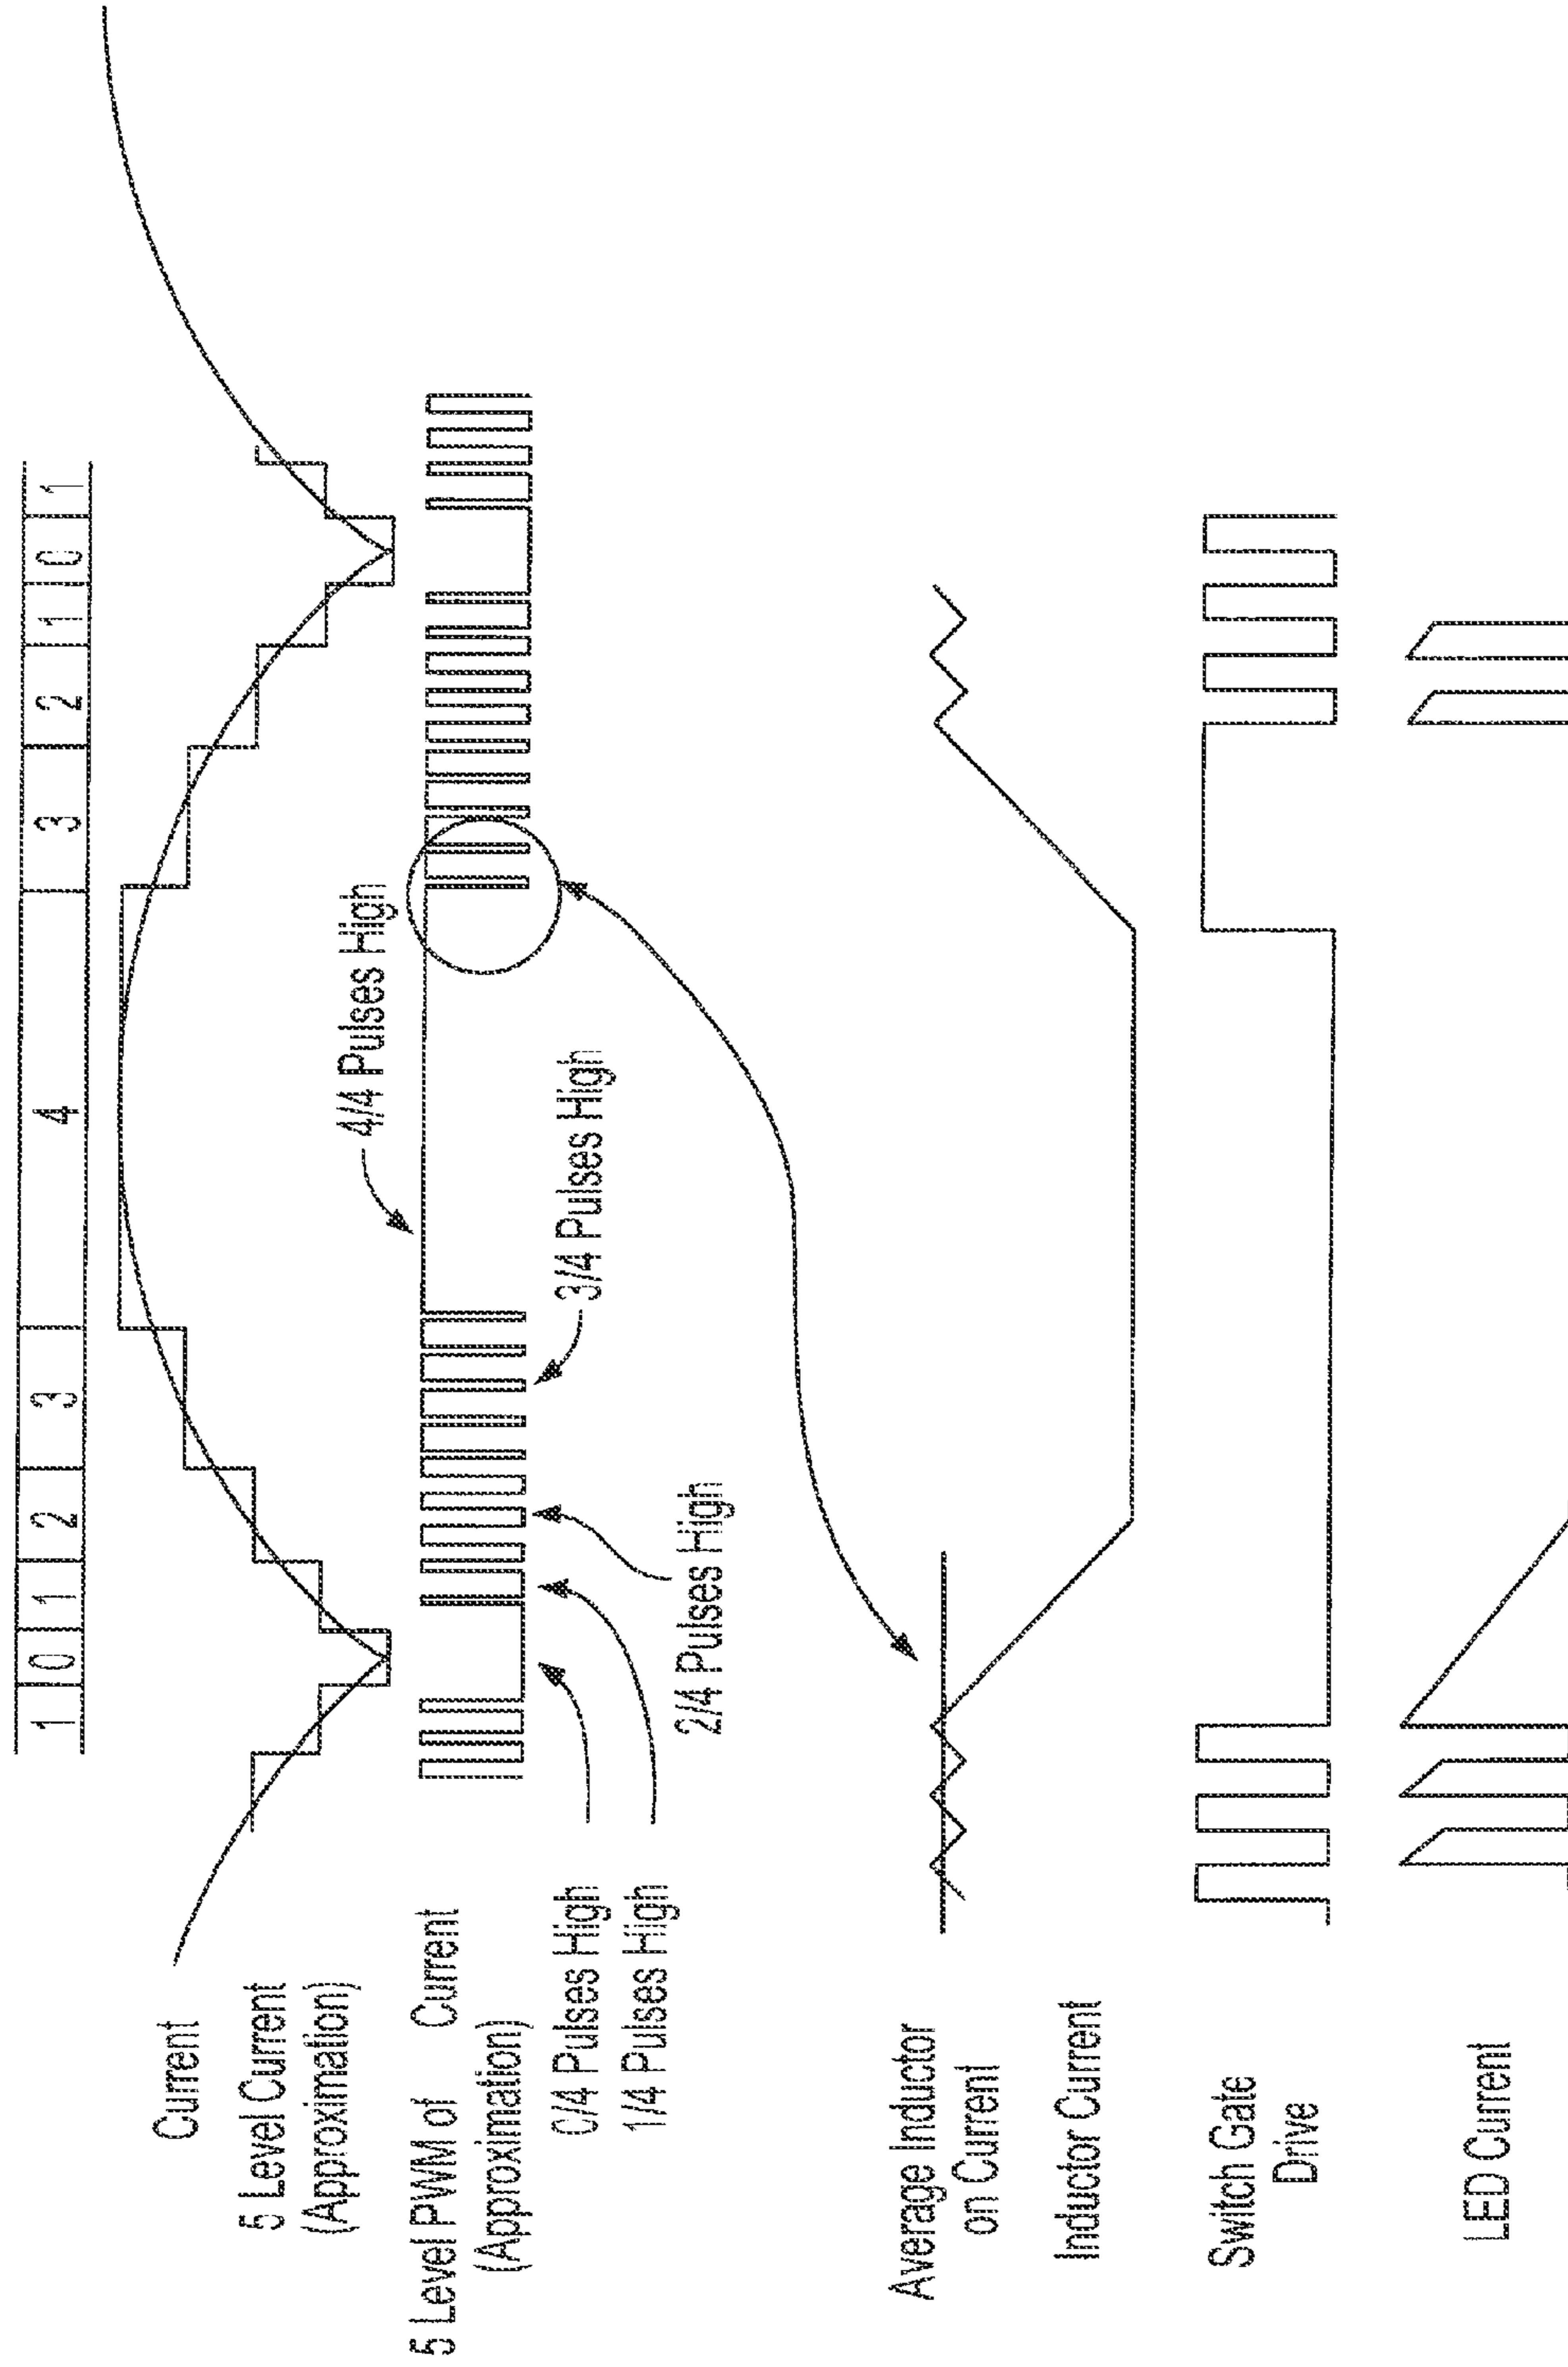 1 0 1 2 3 4 3 2 1 0 1
Current
5 Level Current
(Approximation)
4/4 Pulses High
5 Level PWM of Current
(Approximation)
3/4 Pulses High
0/4 Pulses High
1/4 Pulses High
2/4 Pulses High
Average Inductor
on Current
Inductor Current
Switch Gate
Drive
LED Current